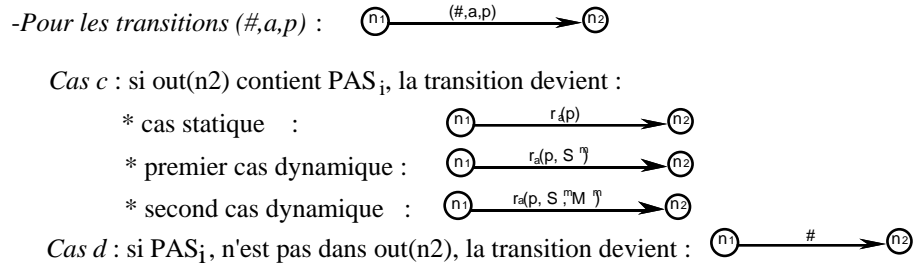 -Pour les transitions (#,a,p) : n1 (#,a,p) n2
Cas c : si out(n2) contient PAS i, la transition devient :
* cas statique : n1 ra(p) n2
* premier cas dynamique : n1 ra(p, S m) n2
* second cas dynamique : n1 ra(p, S m, M m) n2
Cas d : si PAS i, n'est pas dans out(n2), la transition devient : n1 # n2